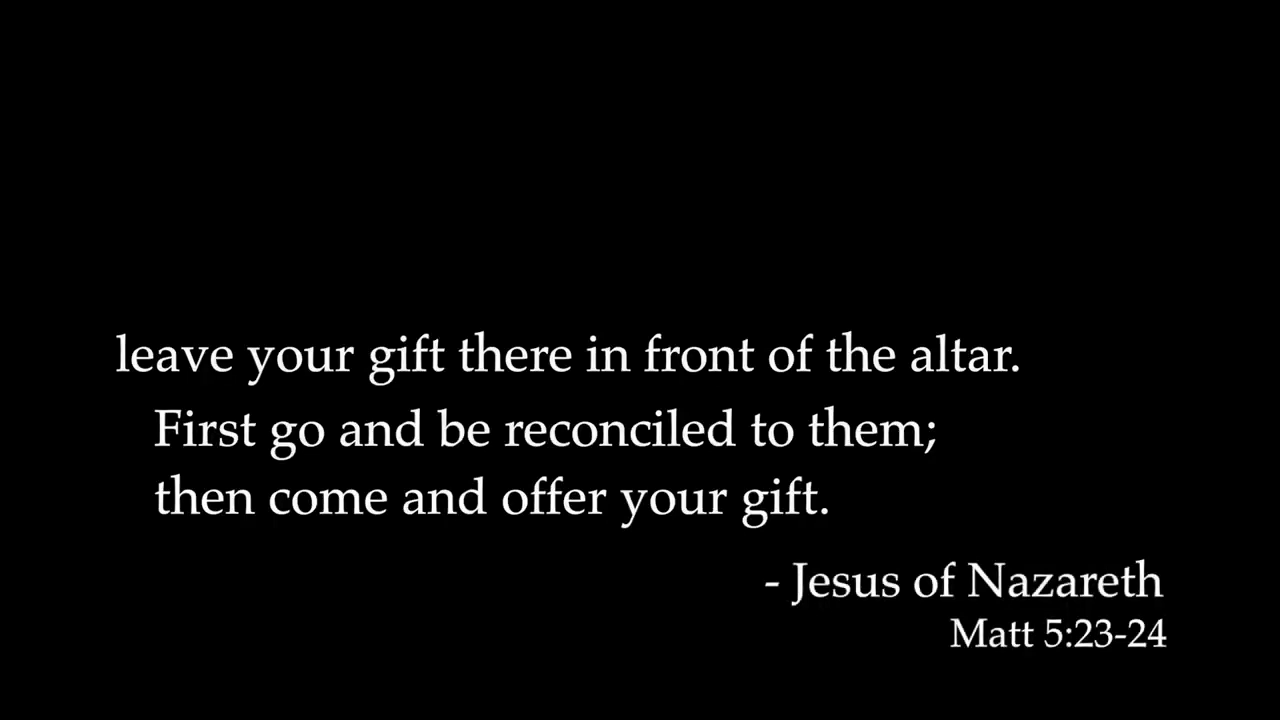 leave your gift there in front of the altar.
First go and be reconciled to them;
then come and offer your gift.
- Jesus of Nazareth
Matt 5:23-24